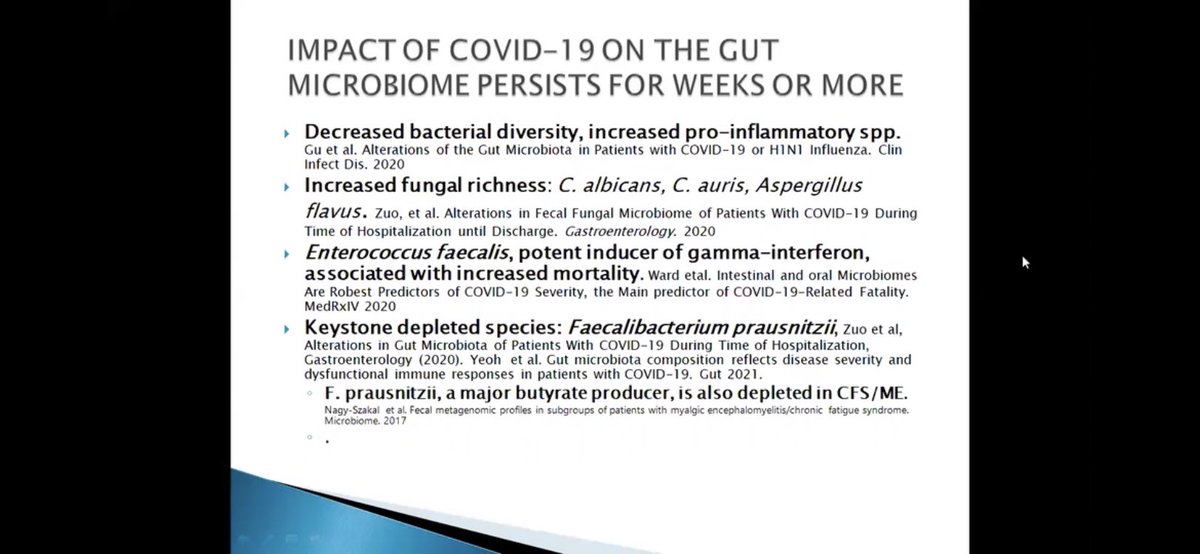 IMPACT OF COVID-19 ON THE GUT
MICROBIOME PERSISTS FOR WEEKS OR MORE
Decreased bacterial diversity, increased pro-inflammatory spp.
Gu et al. Alterations of the Gut Microbiota in Patients with COVID-19 or H1N1 Influenza. Clin
Infect Dis. 2020
Increased fungal richness: C. albicans, C. auris, Aspergillus
flavus. Zuo, et al. Alterations in Fecal Fungal Microbiome of Patients With COVID-19 During
Time of Hospitalization until Discharge. Gastroenterology. 2020
Enterococcus faecalis, potent inducer of gamma-interferon,
associated with increased mortality. Ward etal. Intestinal and oral Microbiomes
Are Robest Predictors of COVID-19 Severity, the Main predictor of COVID-19-Related Fatality.
MedRxIV 2020
Keystone depleted species: Faecalibacterium prausnitzii, Zuo et al,
Alterations in Gut Microbiota of Patients With COVID-19 During Time of Hospitalization,
Gastroenterology (2020). Yeoh et al. Gut microbiota composition reflects disease severity and
dysfunctional immune responses in patients with COVID-19. Gut 2021.
F. prausnitzii, a major butyrate producer, is also depleted in CFS/ME.
Nagy-Szakal et al. Fecal metagenomic profiles in subgroups of patients with myalgic encephalomyelitis/chronic fatigue syndrome.
Microbiome. 2017
.